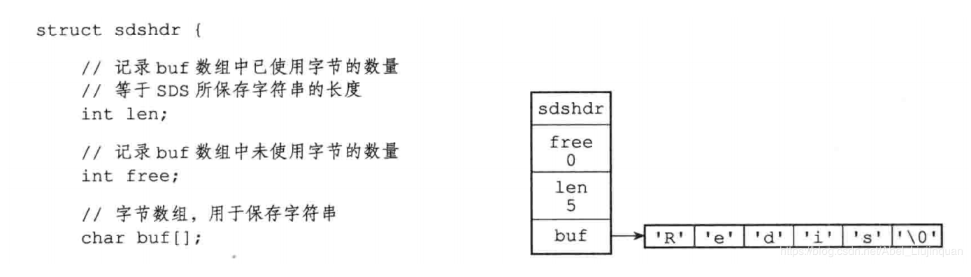 struct sdshdr {
// 记录 buf 数组中已使用字节的数量
// 等于 SDS 所保存字符串的长度
int len;
// 记录 buf 数组中未使用字节的数量
int free;
// 字节数组，用于保存字符串
char buf[];
sdshdr
free
0
len
5
buf
'R' 'e' 'd' 'i' 's' '\0'